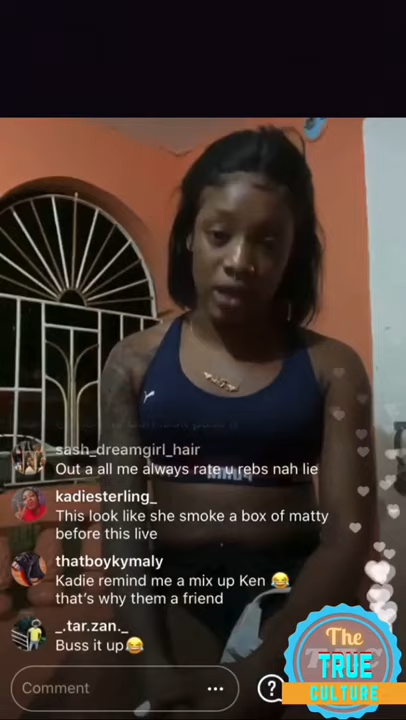 sash_dreamgirl_hair
Out a all me always rate u rebs nah lie
PUMA
kadiesterling_
This look like she smoke a box of matty
before this live
thatboykymaly
Kadie remind me a mix up Ken 😂
that’s why them a friend
_.tar.zan._
Buss it up😂
Comment
?
The
TRUE
CULTURE